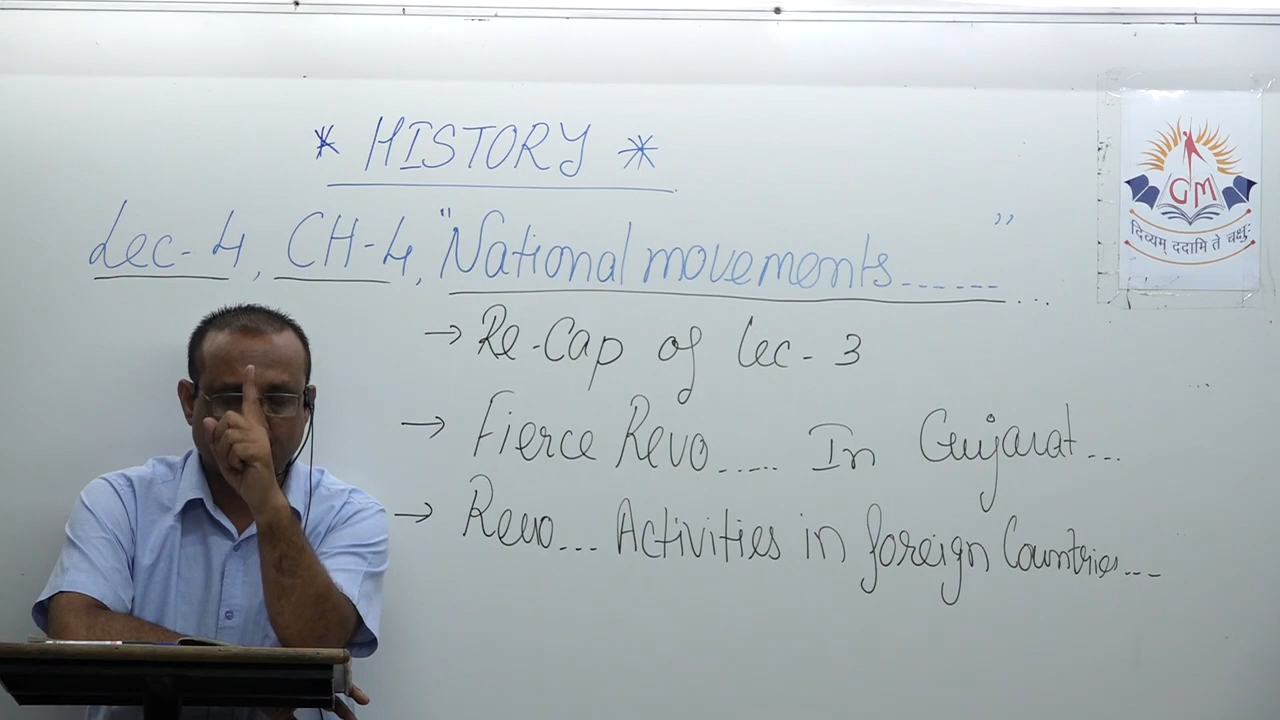 * HISTORY *
Lec-4, CH-4, "National movements......."...
→ Re-Cap of Lec-3
→ Fierce Revo..... In Gujarat...
→ Revo... Activities in foreign Countries...
GM
दिव्यम् ददामि ते चक्षुः